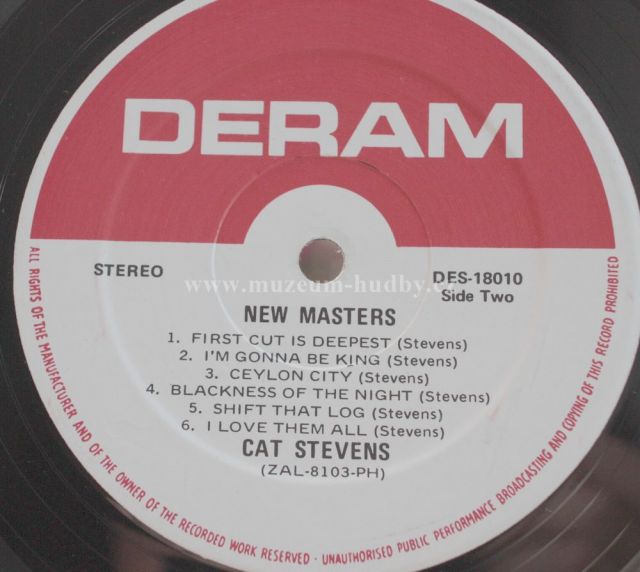 DERAM
STEREO
DES-18010
Side Two
www.muzeum-hudby.cz
NEW MASTERS
1. FIRST CUT IS DEEPEST (Stevens)
2. I'M GONNA BE KING (Stevens)
3. CEYLON CITY (Stevens)
4. BLACKNESS OF THE NIGHT (Stevens)
5. SHIFT THAT LOG (Stevens)
6. I LOVE THEM ALL (Stevens)
CAT STEVENS
(ZAL-8103-PH)
ALL RIGHTS OF THE MANUFACTURER AND OF THE OWNER OF THE RECORDED WORK RESERVED · UNAUTHORISED PUBLIC PERFORMANCE BROADCASTING AND COPYING OF THIS RECORD PROHIBITED